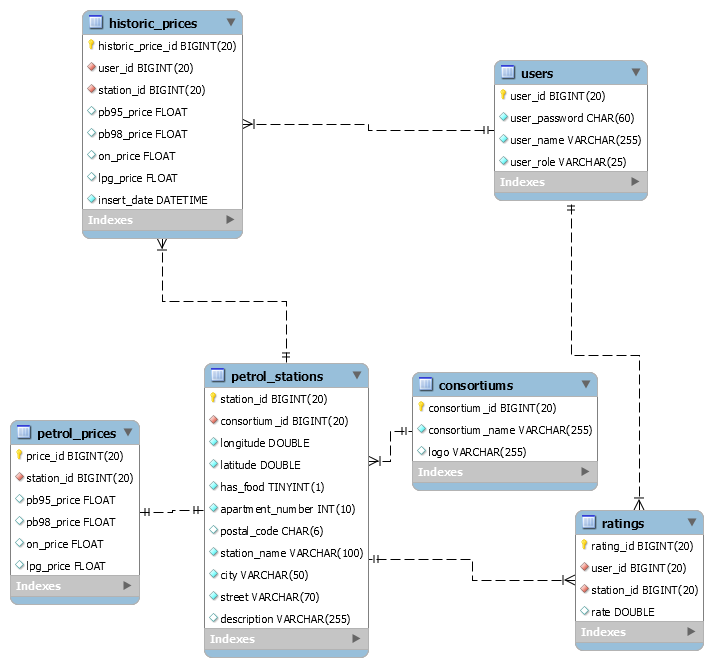 historic_prices
historic_price_id BIGINT(20)
user_id BIGINT(20)
station_id BIGINT(20)
pb95_price FLOAT
pb98_price FLOAT
on_price FLOAT
lpg_price FLOAT
insert_date DATETIME
Indexes
users
user_id BIGINT(20)
user_password CHAR(60)
user_name VARCHAR(255)
user_role VARCHAR(25)
Indexes
petrol_stations
station_id BIGINT(20)
consortium_id BIGINT(20)
longitude DOUBLE
latitude DOUBLE
has_food TINYINT(1)
apartment_number INT(10)
postal_code CHAR(6)
station_name VARCHAR(100)
city VARCHAR(50)
street VARCHAR(70)
description VARCHAR(255)
Indexes
consortiums
consortium_id BIGINT(20)
consortium_name VARCHAR(255)
logo VARCHAR(255)
Indexes
petrol_prices
price_id BIGINT(20)
station_id BIGINT(20)
pb95_price FLOAT
pb98_price FLOAT
on_price FLOAT
lpg_price FLOAT
Indexes
ratings
rating_id BIGINT(20)
user_id BIGINT(20)
station_id BIGINT(20)
rate DOUBLE
Indexes